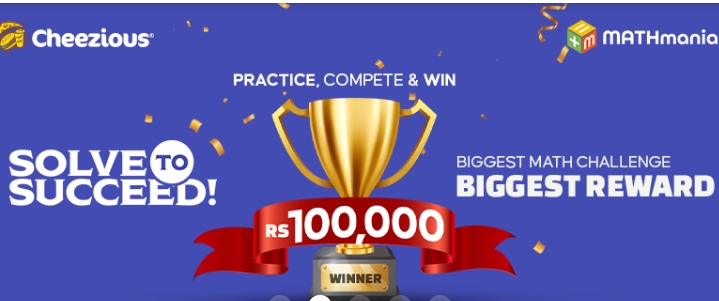 Cheezious®
MATHmania
PRACTICE, COMPETE & WIN
SOLVE TO
SUCCEED!
BIGGEST MATH CHALLENGE
BIGGEST REWARD
RS 100,000
WINNER